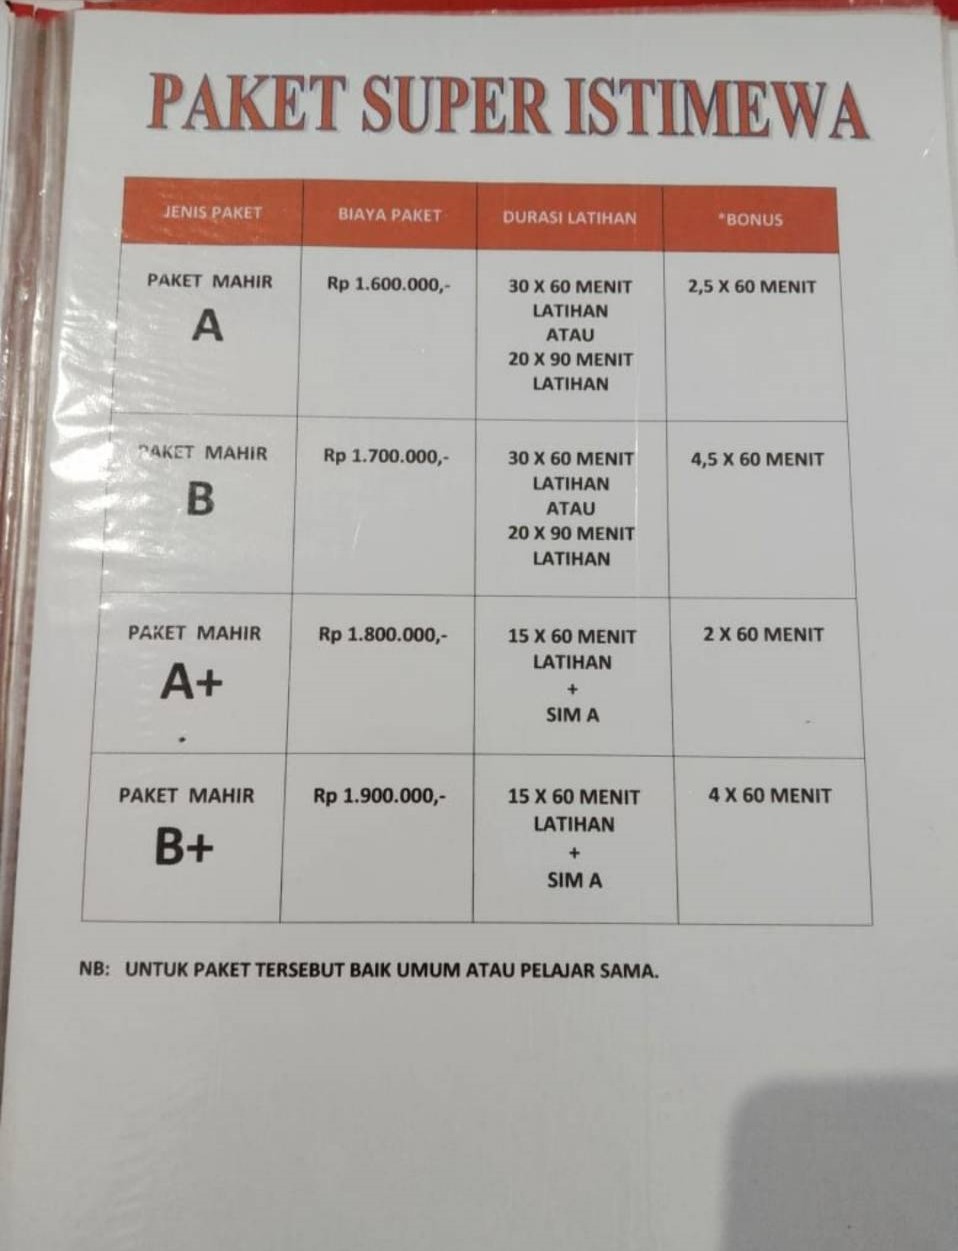 PAKET SUPER ISTIMEWA
JENIS PAKET
BIAYA PAKET
DURASI LATIHAN
*BONUS
PAKET MAHIR
A
Rp 1.600.000,-
30 X 60 MENIT
LATIHAN
ATAU
20 X 90 MENIT
LATIHAN
2,5 X 60 MENIT
PAKET MAHIR
B
Rp 1.700.000,-
30 X 60 MENIT
LATIHAN
ATAU
20 X 90 MENIT
LATIHAN
4,5 X 60 MENIT
PAKET MAHIR
A+
Rp 1.800.000,-
15 X 60 MENIT
LATIHAN
+
SIM A
2 X 60 MENIT
PAKET MAHIR
B+
Rp 1.900.000,-
15 X 60 MENIT
LATIHAN
+
SIM A
4 X 60 MENIT
NB: UNTUK PAKET TERSEBUT BAIK UMUM ATAU PELAJAR SAMA.